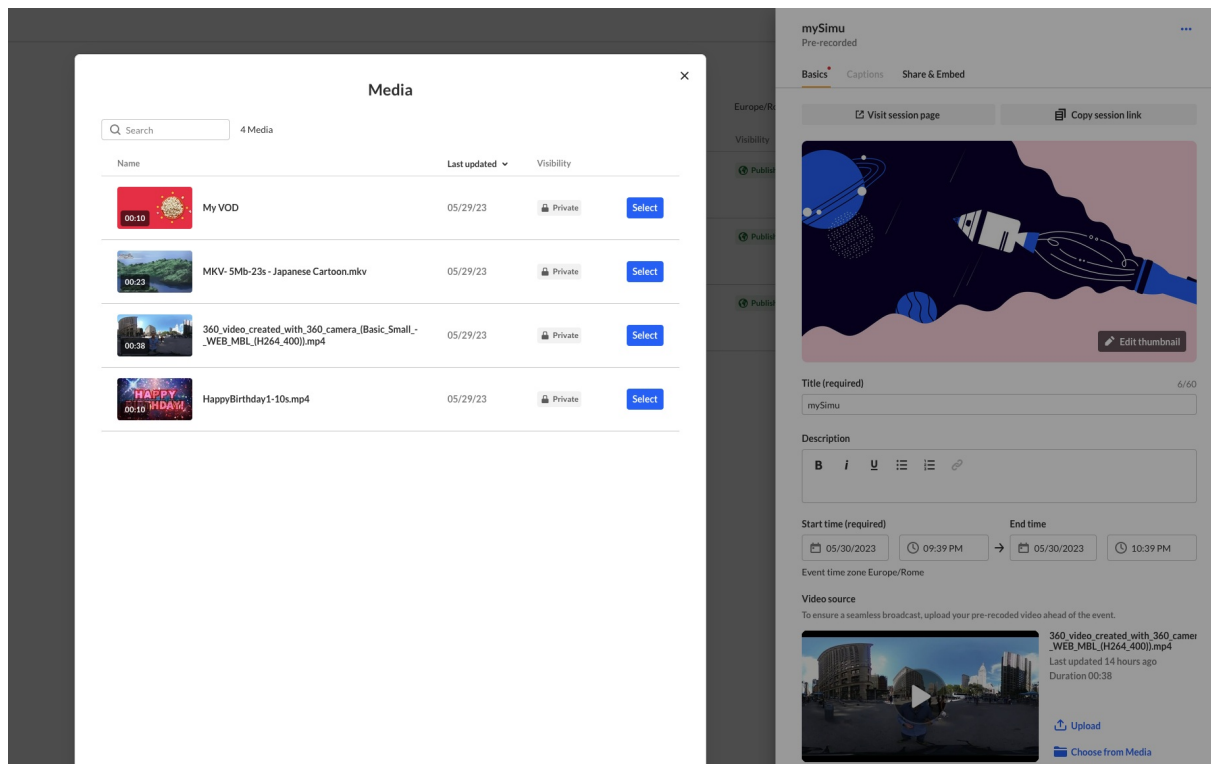 Media
Search
4 Media
Name
Last updated
Visibility
00:10
My VOD
05/29/23
Private
Select
00:23
MKV- 5Mb-23s - Japanese Cartoon.mkv
05/29/23
Private
Select
00:38
360_video_created_with_360_camera_(Basic_Small_-
_WEB_MBL_(H264_400)).mp4
05/29/23
Private
Select
HAPPY
00:10
HappyBirthday1-10s.mp4
05/29/23
Private
Select
Visibility
mySimu
Pre-recorded
Basics
Captions
Share & Embed
Visit session page
Copy session link
Edit thumbnail
Title (required)
6/60
mySimu
Description
B i U
Start time (required)
End time
05/30/2023
09:39 PM
05/30/2023
10:39 PM
Event time zone Europe/Rome
Video source
To ensure a seamless broadcast, upload your pre-recoded video ahead of the event.
360_video_created_with_360_camer
_WEB_MBL_(H264_400)).mp4
Last updated 14 hours ago
Duration 00:38
Upload
Choose from Media